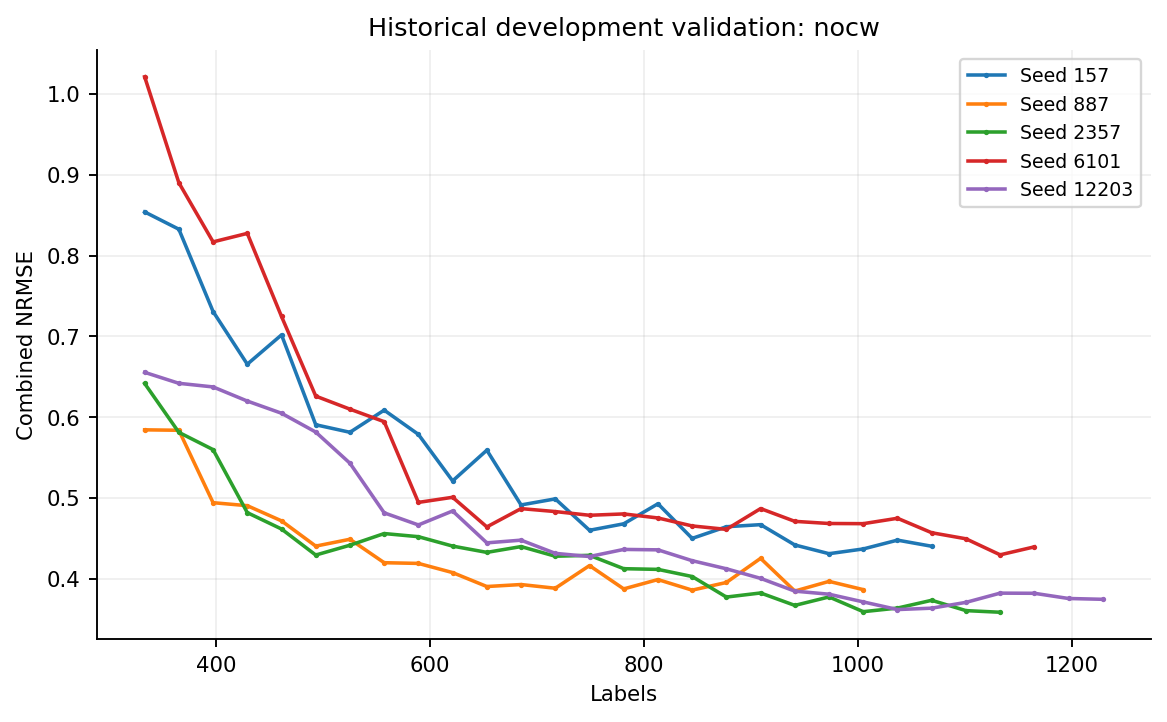 Historical development validation: nocw
Combined NRMSE
1.0
0.9
0.8
0.7
0.6
0.5
0.4
Seed 157
Seed 887
Seed 2357
Seed 6101
Seed 12203
400 600 800 1000 1200
Labels